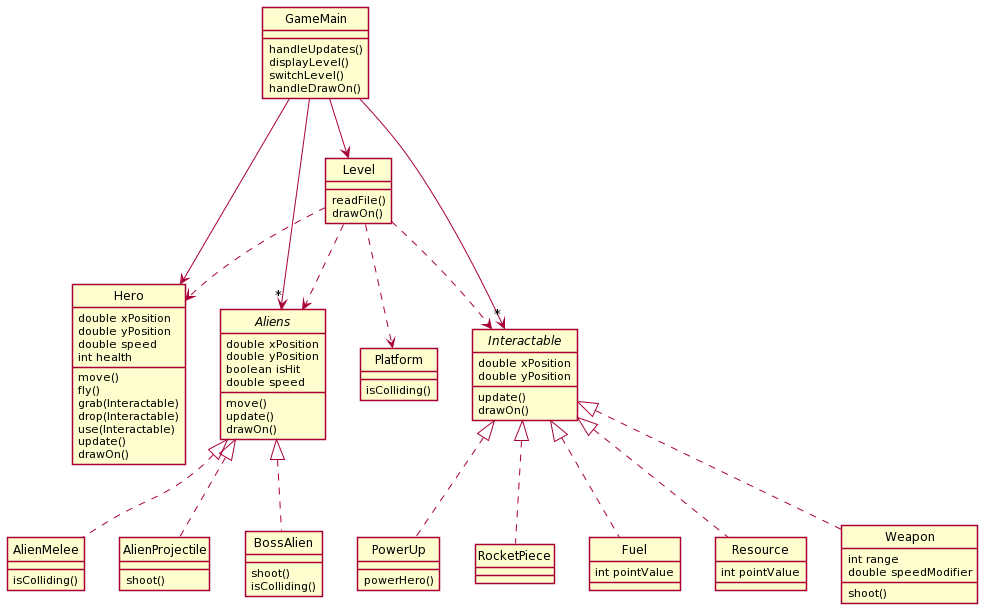 GameMain
handleUpdates()
displayLevel()
switchLevel()
handleDrawOn()
Level
readFile()
drawOn()
Hero
double xPosition
double yPosition
double speed
int health
move()
fly()
grab(Interactable)
drop(Interactable)
use(Interactable)
update()
drawOn()
*
Aliens
double xPosition
double yPosition
boolean isHit
double speed
move()
update()
drawOn()
Platform
isColliding()
*
Interactable
double xPosition
double yPosition
update()
drawOn()
AlienMelee
isColliding()
AlienProjectile
shoot()
BossAlien
shoot()
isColliding()
PowerUp
powerHero()
RocketPiece
Fuel
int pointValue
Resource
int pointValue
Weapon
int range
double speedModifier
shoot()